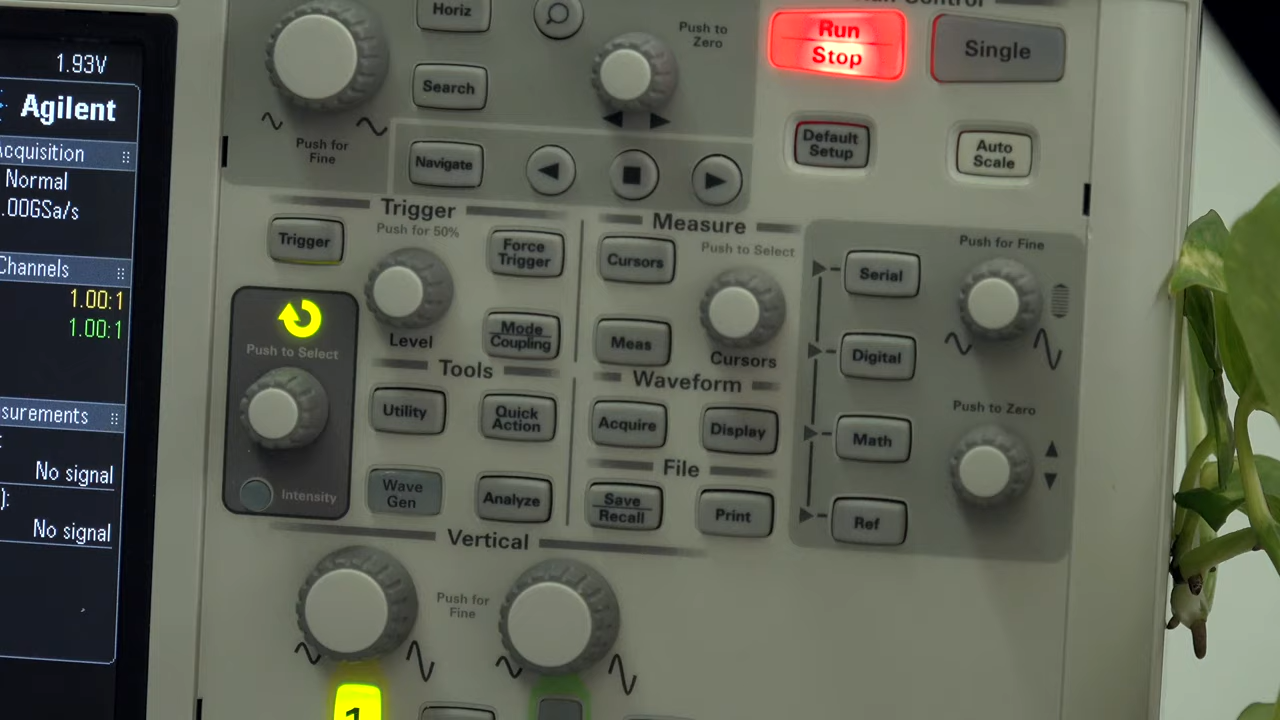 1.93V
Agilent
Acquisition
Normal
.00GSa/s
Channels
1.00:1
1.00:1
surements
No signal
):
No signal
Horiz
Push to
Zero
Control
Run
Stop
Single
Search
Push for
Fine
Navigate
Default
Setup
Auto
Scale
Trigger
Push for 50%
Trigger
Force
Trigger
Level
Mode
Coupling
Push to Select
Intensity
Measure
Cursors
Push to Select
Meas
Cursors
Tools
Utility
Quick
Action
Wave
Gen
Analyze
Waveform
Acquire
Display
File
Save
Recall
Print
Serial
Push for Fine
Digital
Math
Push to Zero
Ref
Vertical
Push for
Fine
1